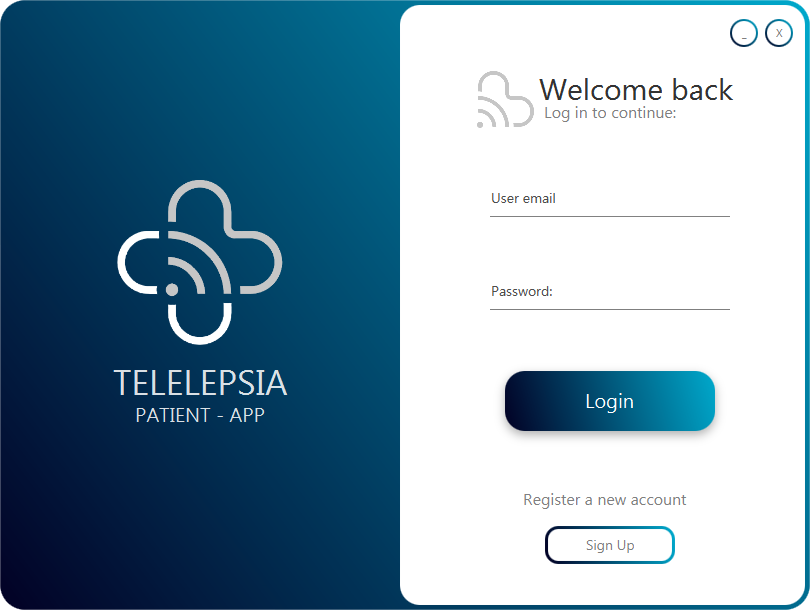 TELELEPSIA
PATIENT - APP
_ X
Welcome back
Log in to continue:
User email
Password:
Login
Register a new account
Sign Up